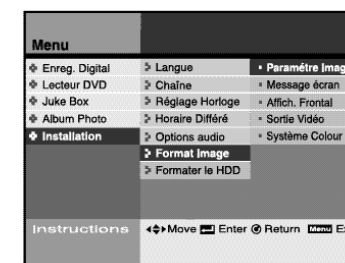 Menu
Enreg. Digital
Lecteur DVD
Juke Box
Album Photo
Installation
Langue
Chaîne
Réglage Horloge
Horaire Différé
Options audio
Format Image
Formater le HDD
Paramétre Imag
Message écran
Affich. Frontal
Sortie Vidéo
Système Colour
Instructions
Move Enter Return Menu E